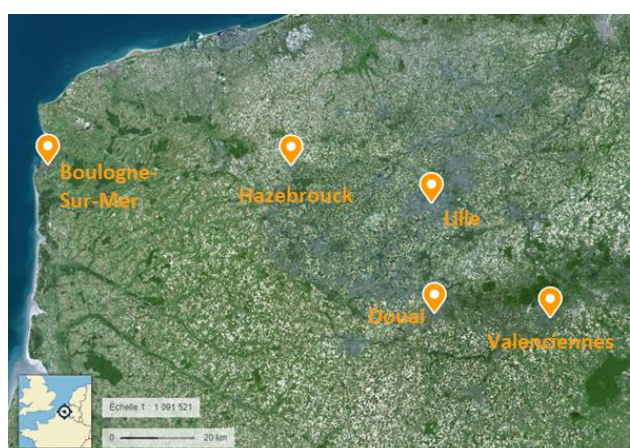 Boulogne-
Sur-Mer
Hazebrouck
Lille
Douai
Valenciennes
Échelle 1 : 1 091 521
0 20 km